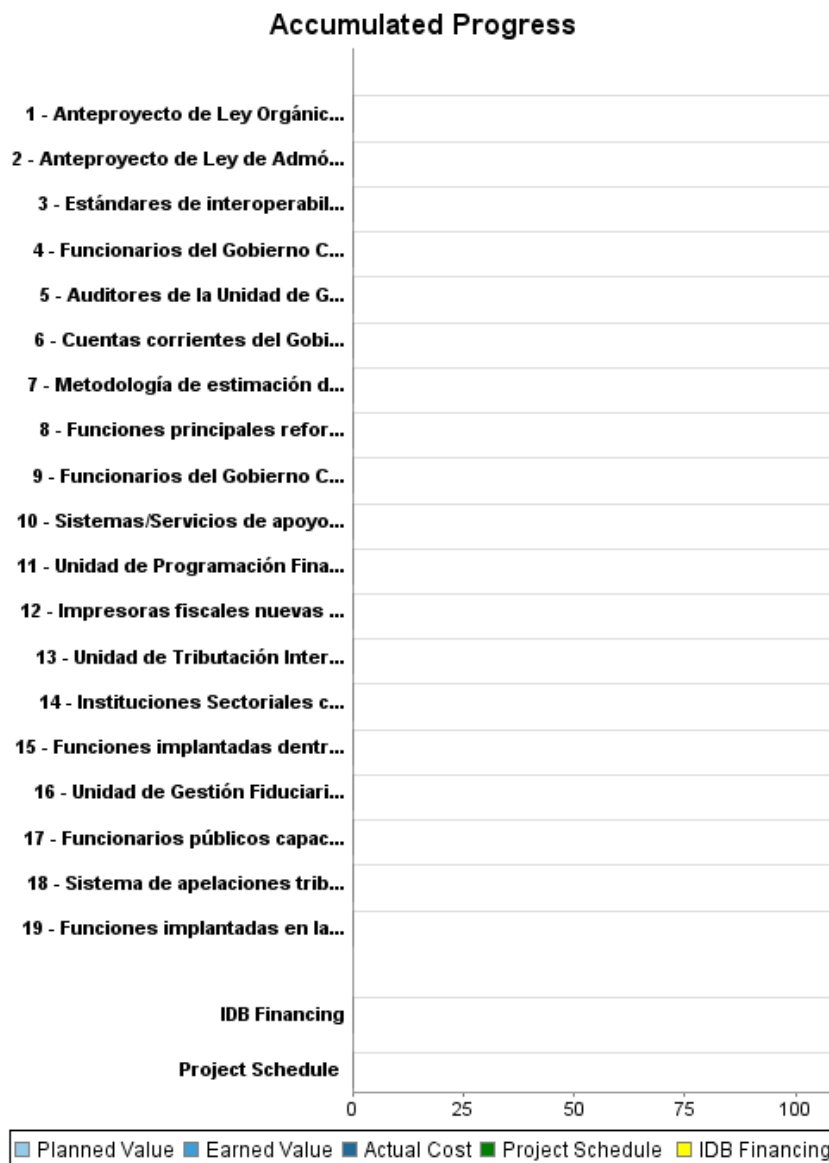 Accumulated Progress
1 - Anteproyecto de Ley Orgánic...
2 - Anteproyecto de Ley de Admó...
3 - Estándares de interoperabil...
4 - Funcionarios del Gobierno C...
5 - Auditores de la Unidad de G...
6 - Cuentas corrientes del Gobi...
7 - Metodología de estimación d...
8 - Funciones principales refor...
9 - Funcionarios del Gobierno C...
10 - Sistemas/Servicios de apoyo...
11 - Unidad de Programación Fina...
12 - Impresoras fiscales nuevas ...
13 - Unidad de Tributación Inter...
14 - Instituciones Sectoriales c...
15 - Funciones implantadas dentr...
16 - Unidad de Gestión Fiduciari...
17 - Funcionarios públicos capac...
18 - Sistema de apelaciones trib...
19 - Funciones implantadas en la...
IDB Financing
Project Schedule
0 25 50 75 100
Planned Value Earned Value Actual Cost Project Schedule IDB Financing